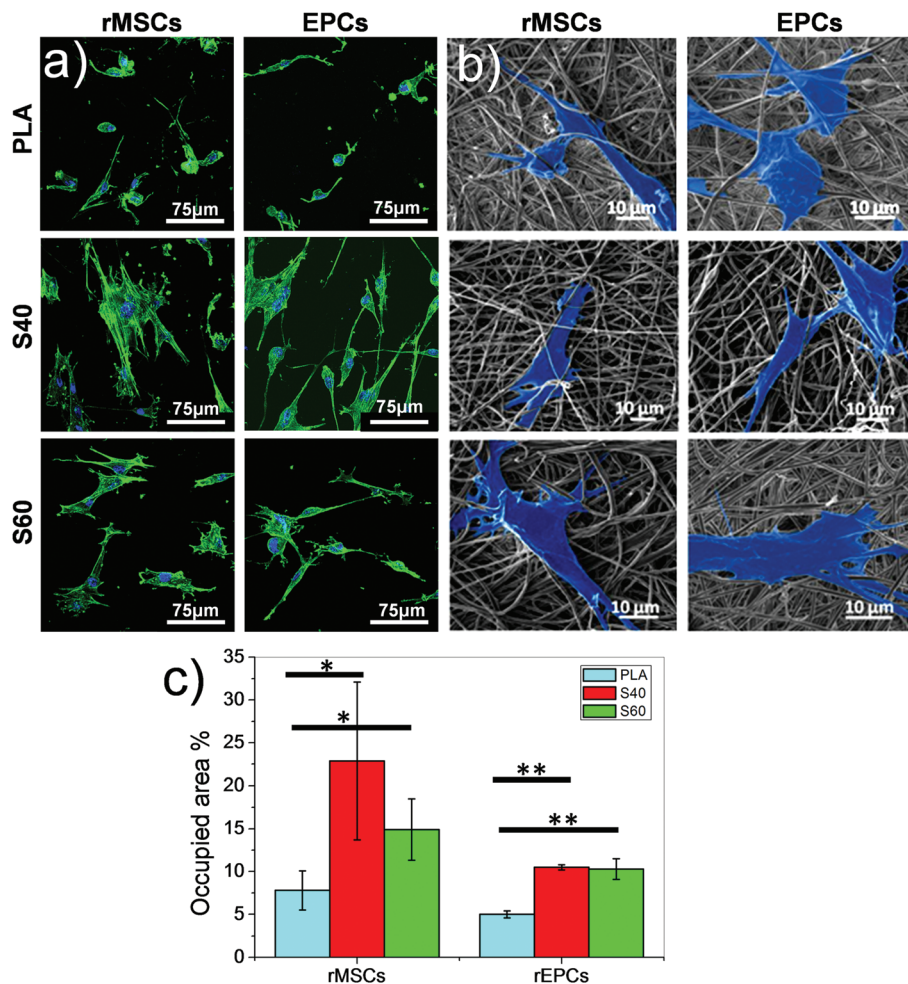 rMSCs EPCs rMSCs EPCs
a) b)
PLA
75µm 75µm 10 µm 10 µm
S40
75µm 75µm 10 µm 10 µm
S60
75µm 75µm 10 µm 10 µm
c)
35
30
25
20
15
10
5
0
Occupied area %
* PLA
S40
* S60
**
**
rMSCs rEPCs